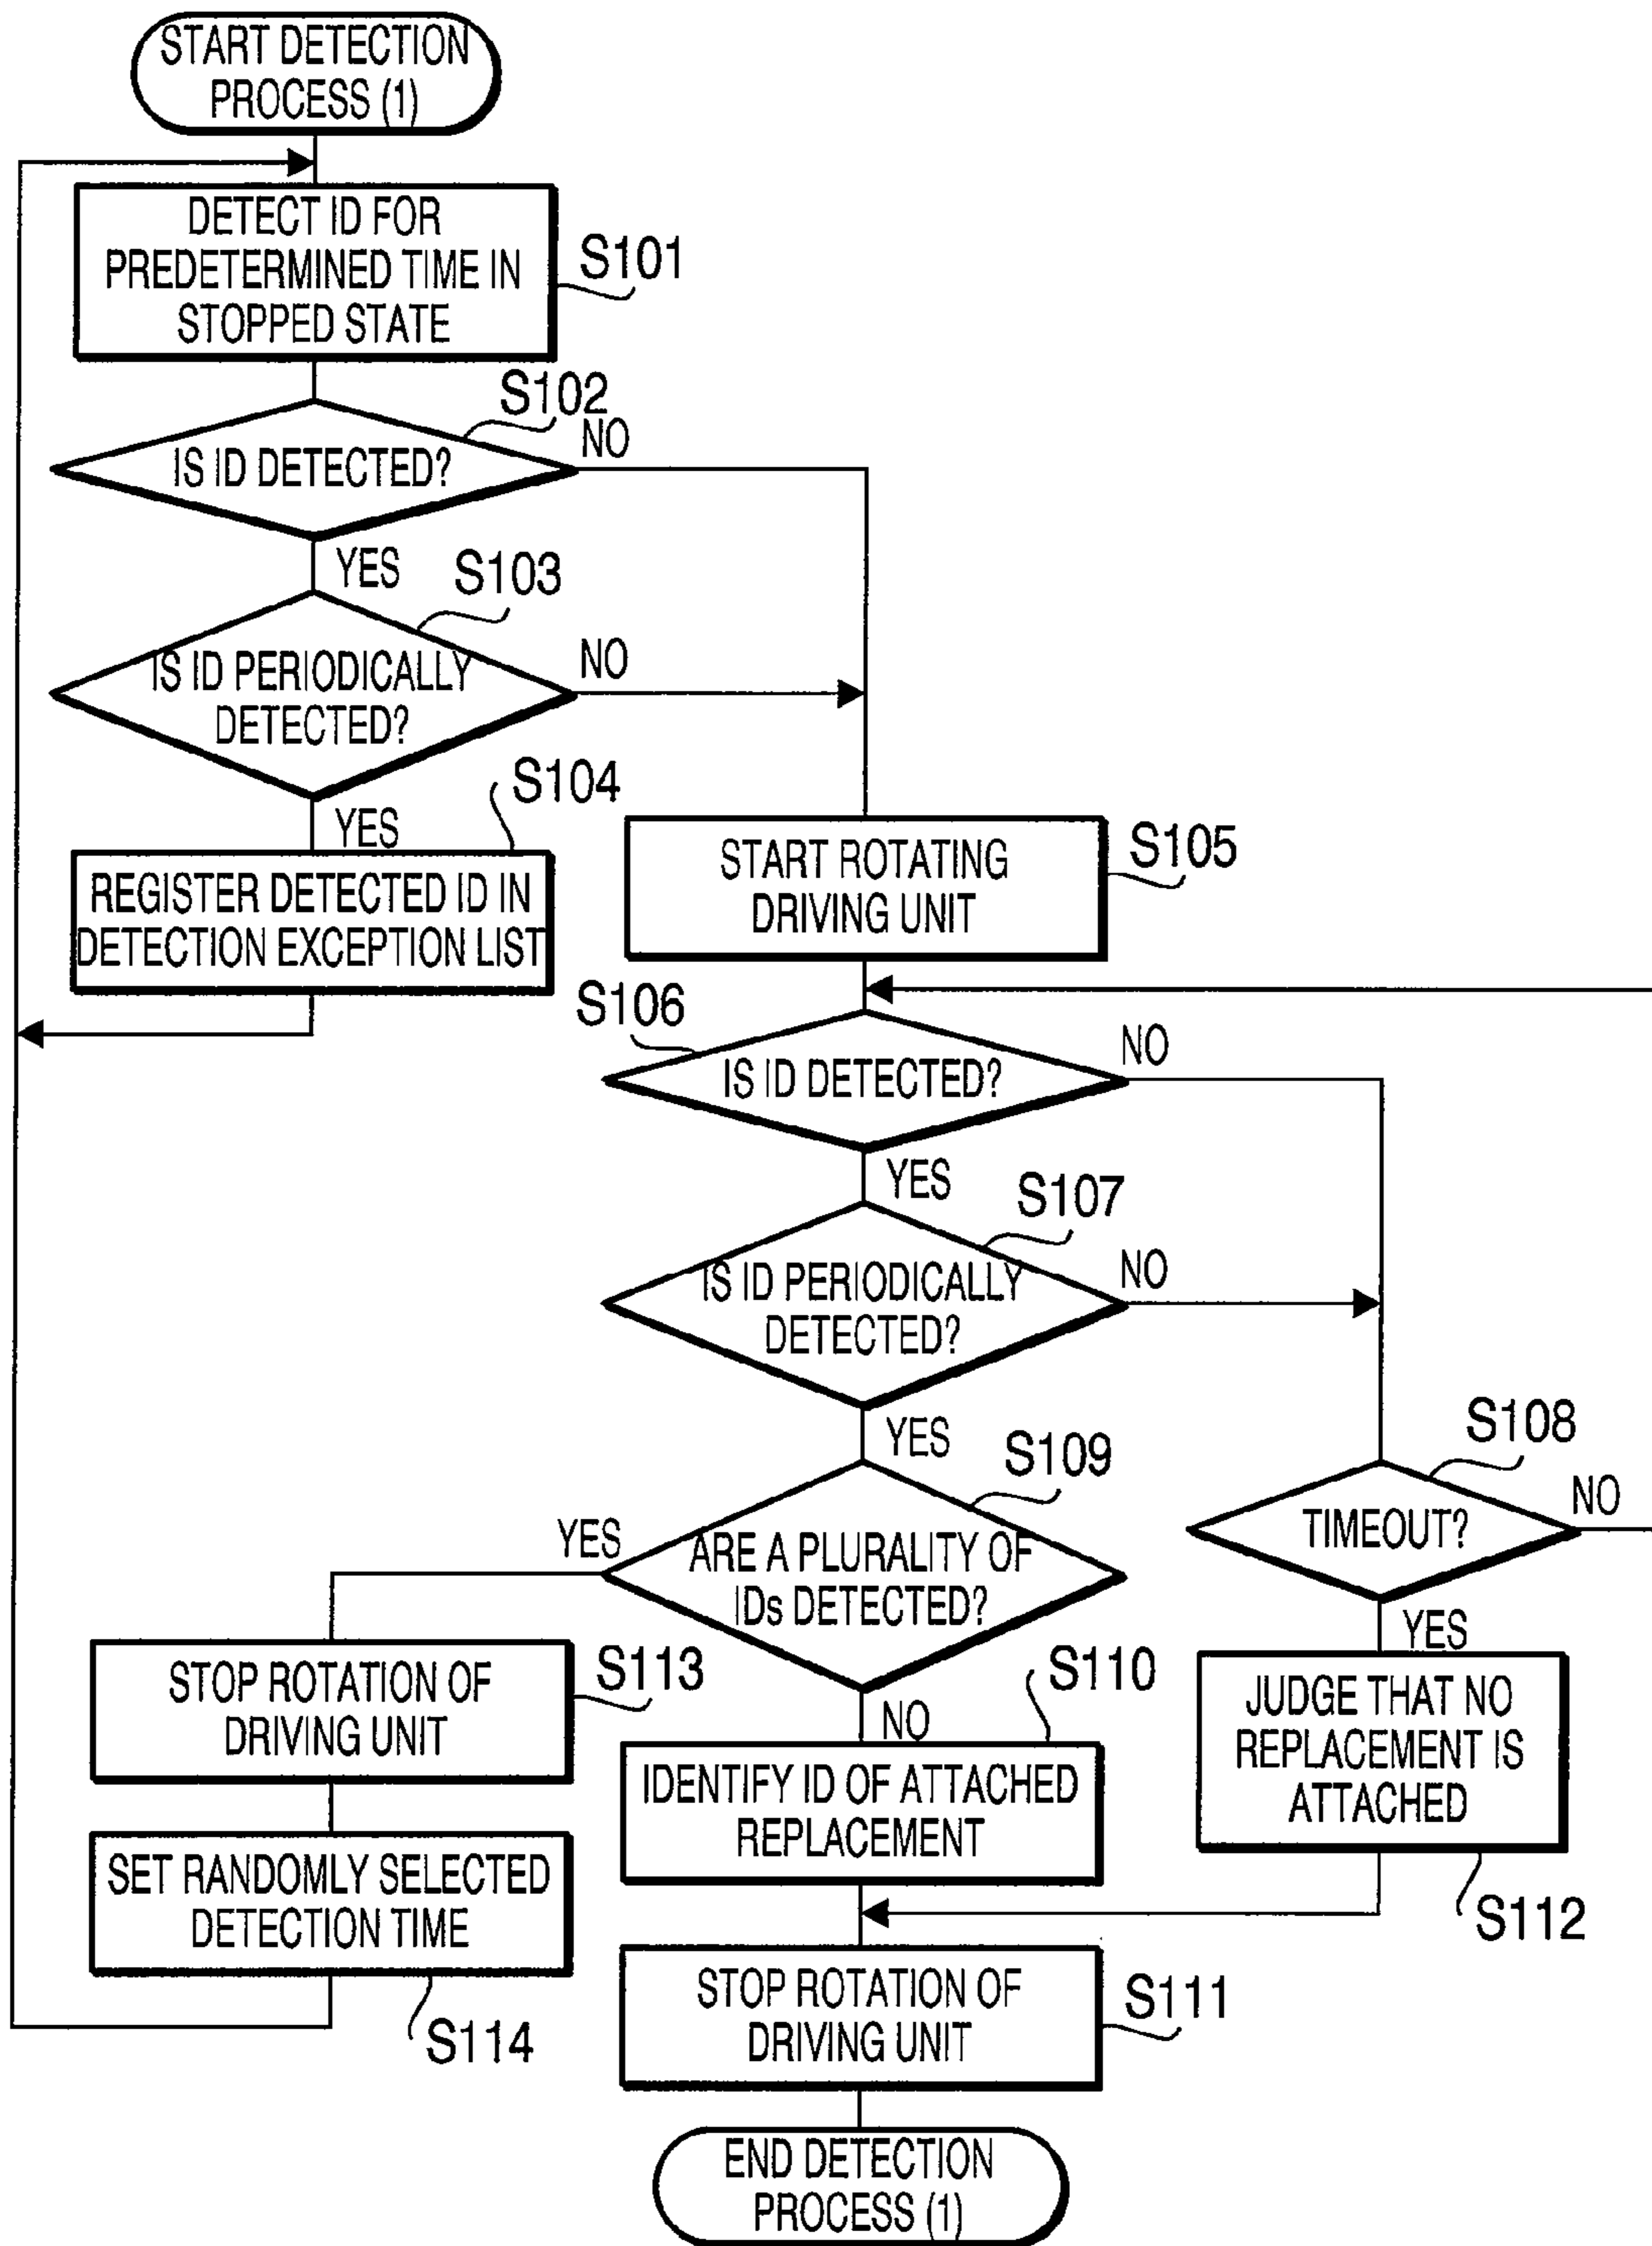 START DETECTION
PROCESS (1)
DETECT ID FOR
PREDETERMINED TIME IN
STOPPED STATE
S101
S102
IS ID DETECTED?
NO
YES
S103
IS ID PERIODICALLY
DETECTED?
NO
YES
S104
REGISTER DETECTED ID IN
DETECTION EXCEPTION LIST
START ROTATING
DRIVING UNIT
S105
S106
IS ID DETECTED?
NO
YES
S107
IS ID PERIODICALLY
DETECTED?
NO
YES
S108
TIMEOUT?
NO
YES
S109
ARE A PLURALITY OF
IDs DETECTED?
YES
NO
S113
STOP ROTATION OF
DRIVING UNIT
S110
IDENTIFY ID OF ATTACHED
REPLACEMENT
JUDGE THAT NO
REPLACEMENT IS
ATTACHED
S112
SET RANDOMLY SELECTED
DETECTION TIME
S114
STOP ROTATION OF
DRIVING UNIT
S111
END DETECTION
PROCESS (1)